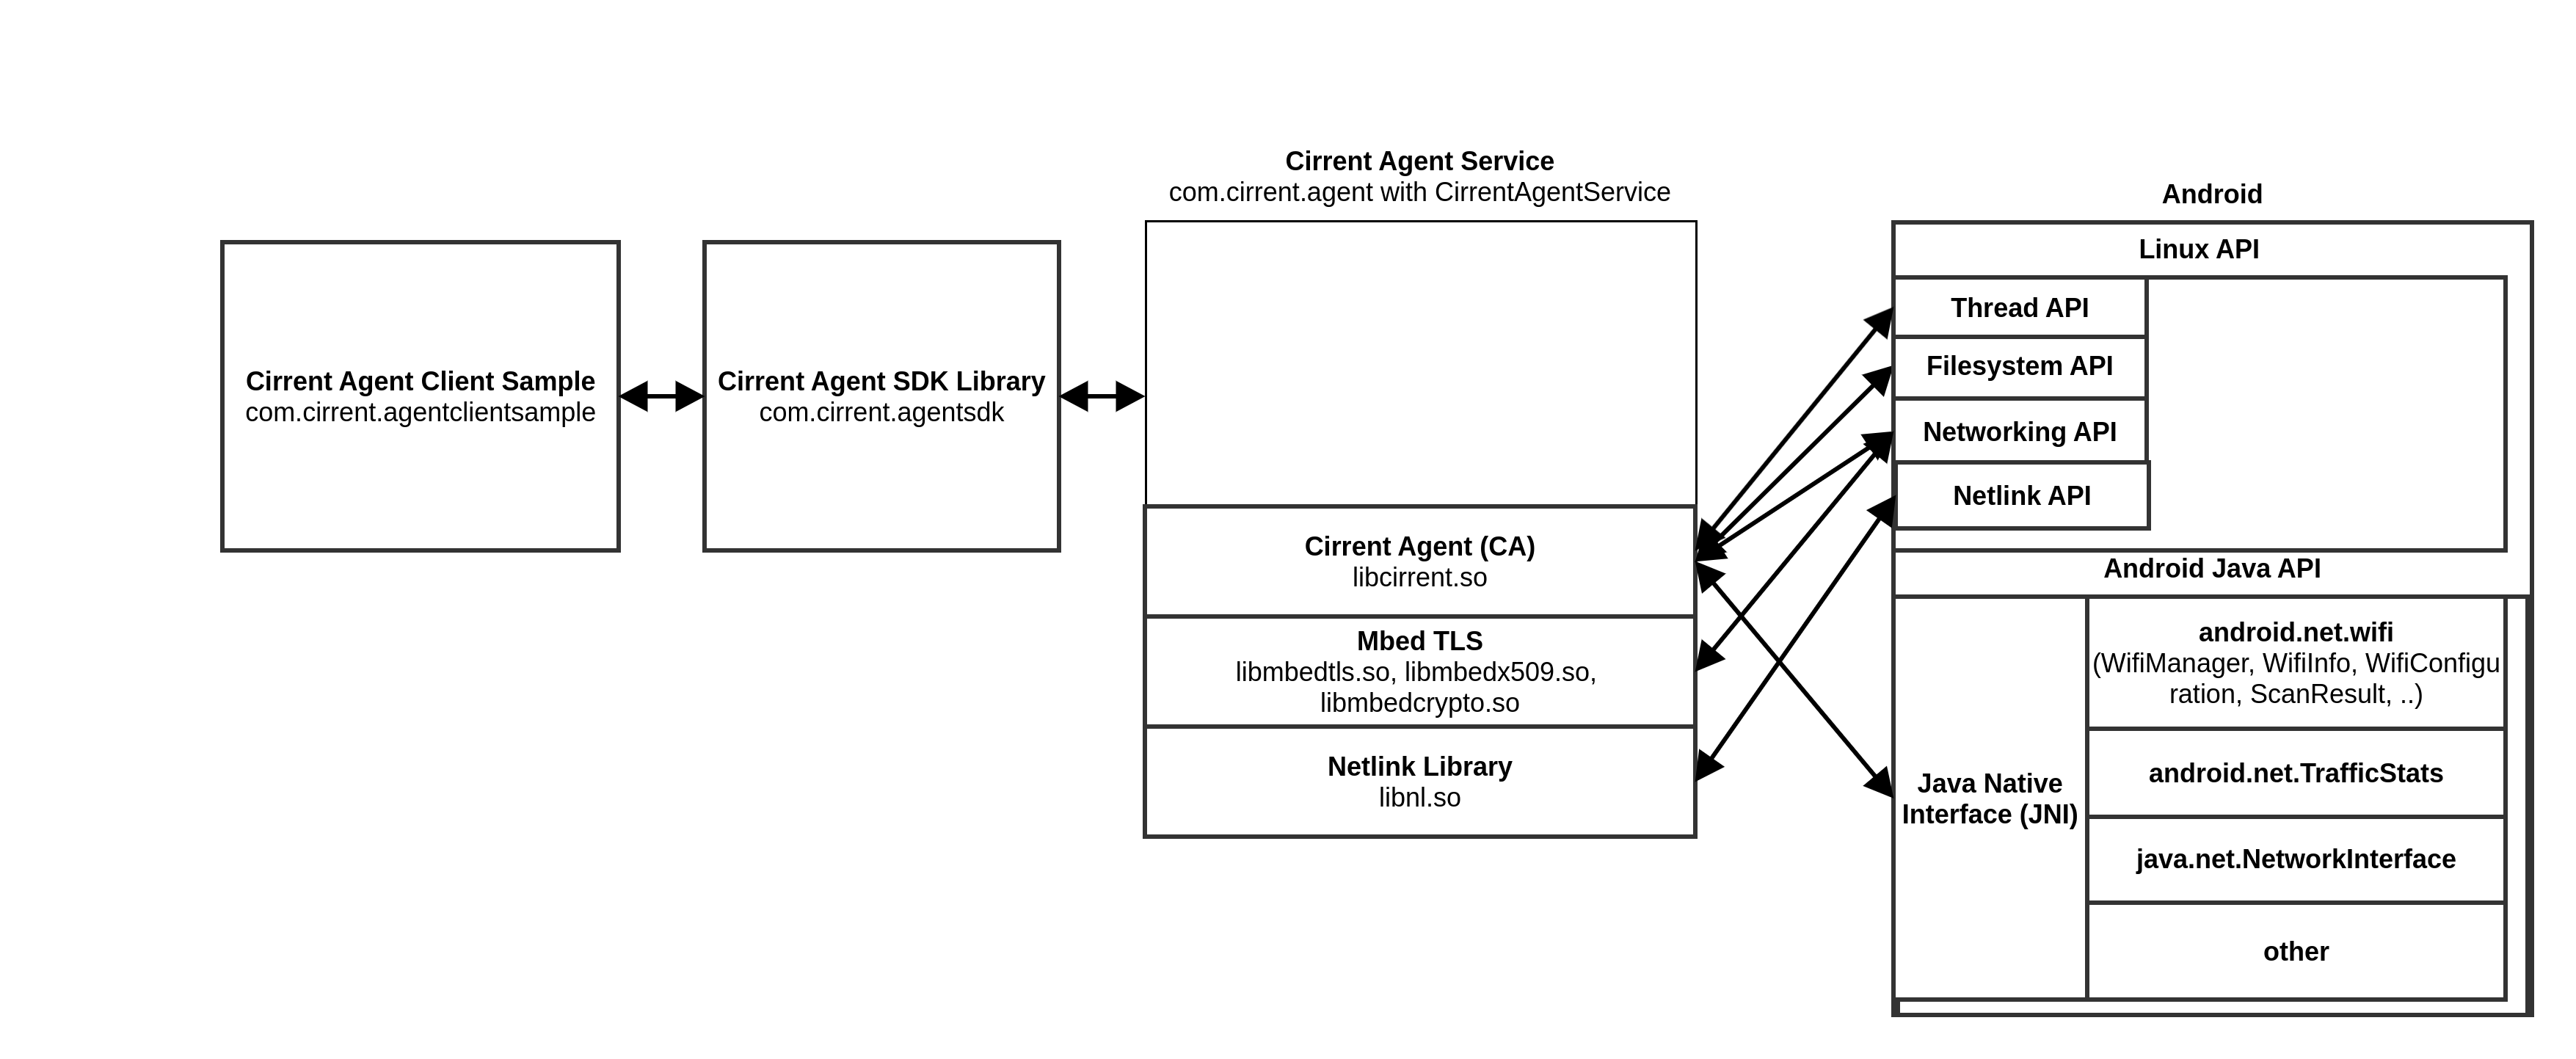 Cirrent Agent Service
com.cirrent.agent with CirrentAgentService
Android
Linux API
Thread API
Filesystem API
Networking API
Netlink API
Cirrent Agent Client Sample
com.cirrent.agentclientsample
Cirrent Agent SDK Library
com.cirrent.agentsdk
Cirrent Agent (CA)
libcirrent.so
Mbed TLS
libmbedtls.so, libmbedx509.so,
libmbedcrypto.so
Netlink Library
libnl.so
Android Java API
Java Native
Interface (JNI)
android.net.wifi
(WifiManager, WifiInfo, WifiConfigu
ration, ScanResult, ..)
android.net.TrafficStats
java.net.NetworkInterface
other